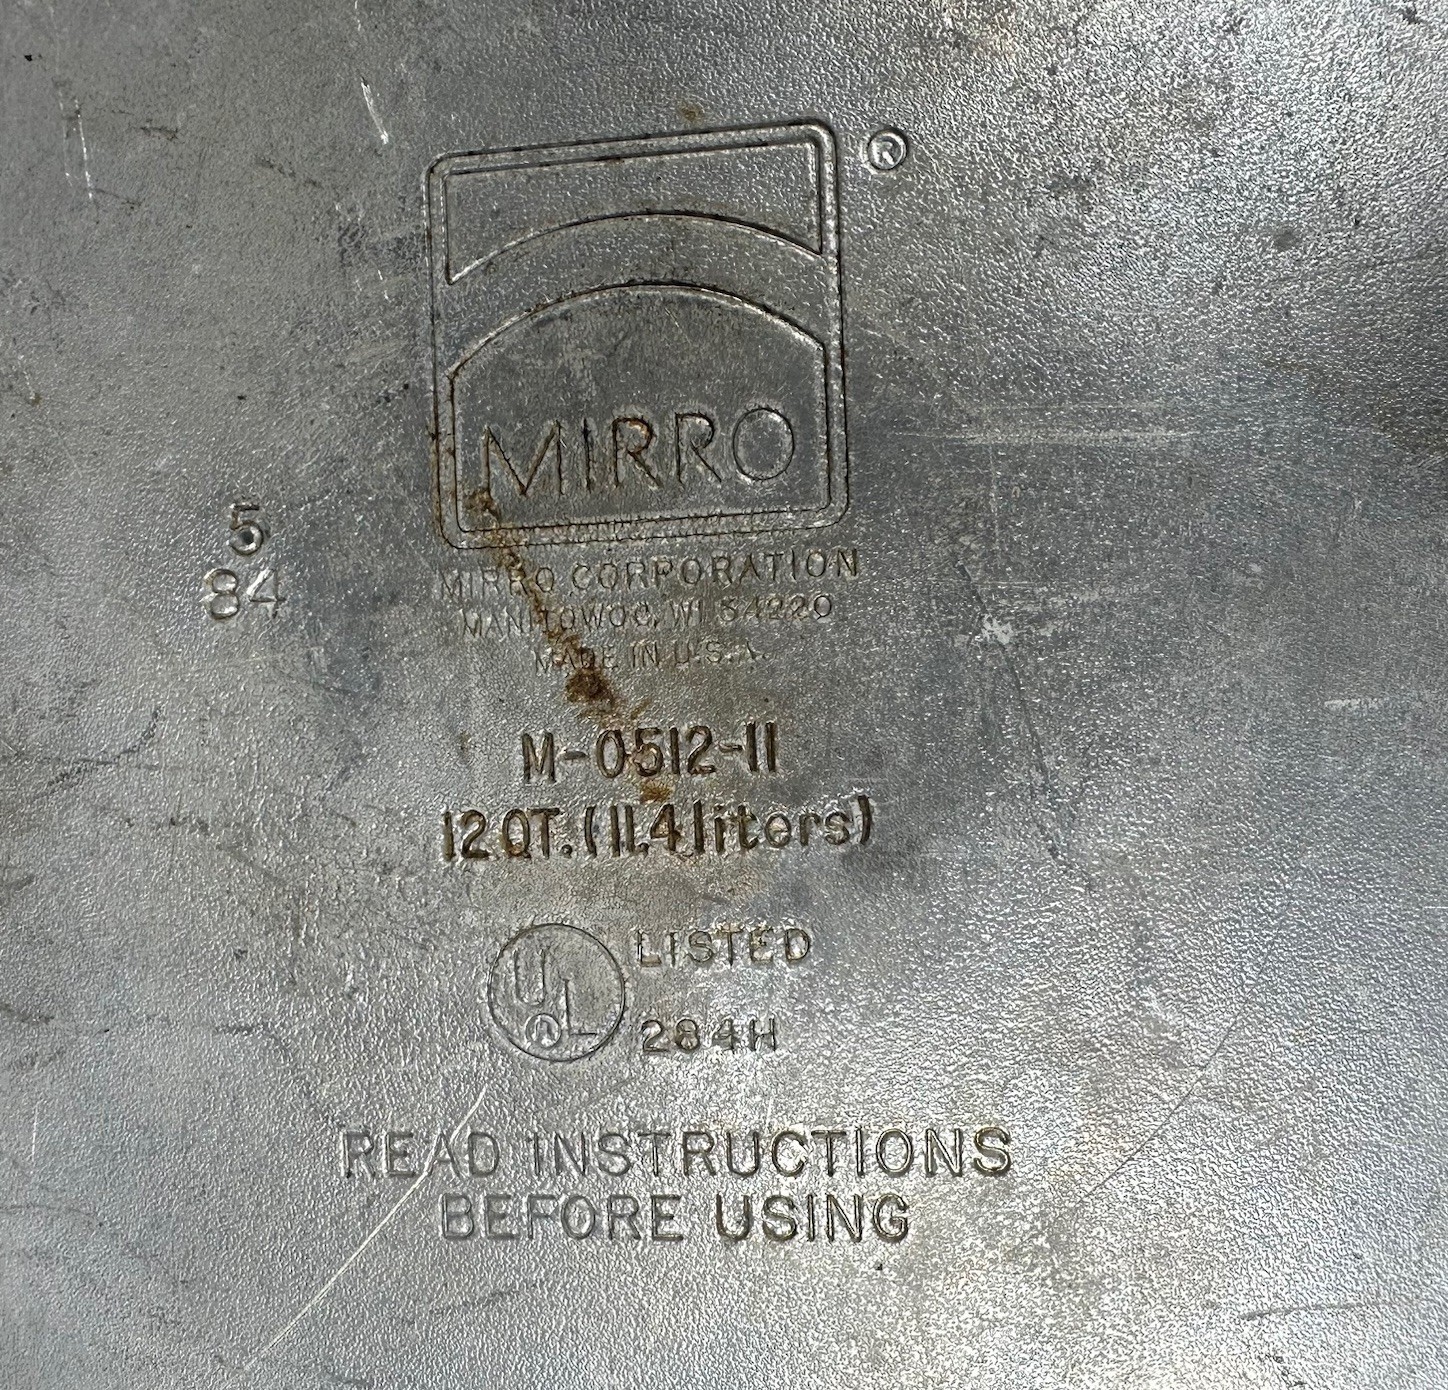 ®
MIRRO
5
84
MIRRO CORPORATION
MANITOWOC, WI 54220
MADE IN U.S.A.
M-0512-11
12 QT. (11.4 liters)
UL ® LISTED
284H
READ INSTRUCTIONS
BEFORE USING